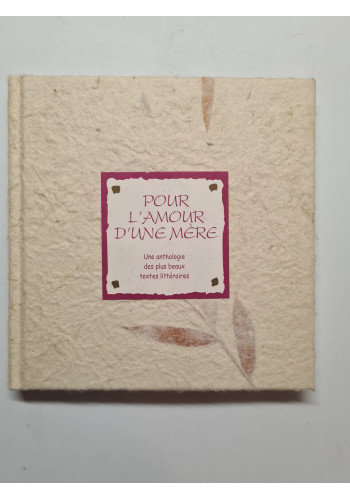 POUR
L'AMOUR
D'UNE MÈRE
Une anthologie
des plus beaux
textes littéraires